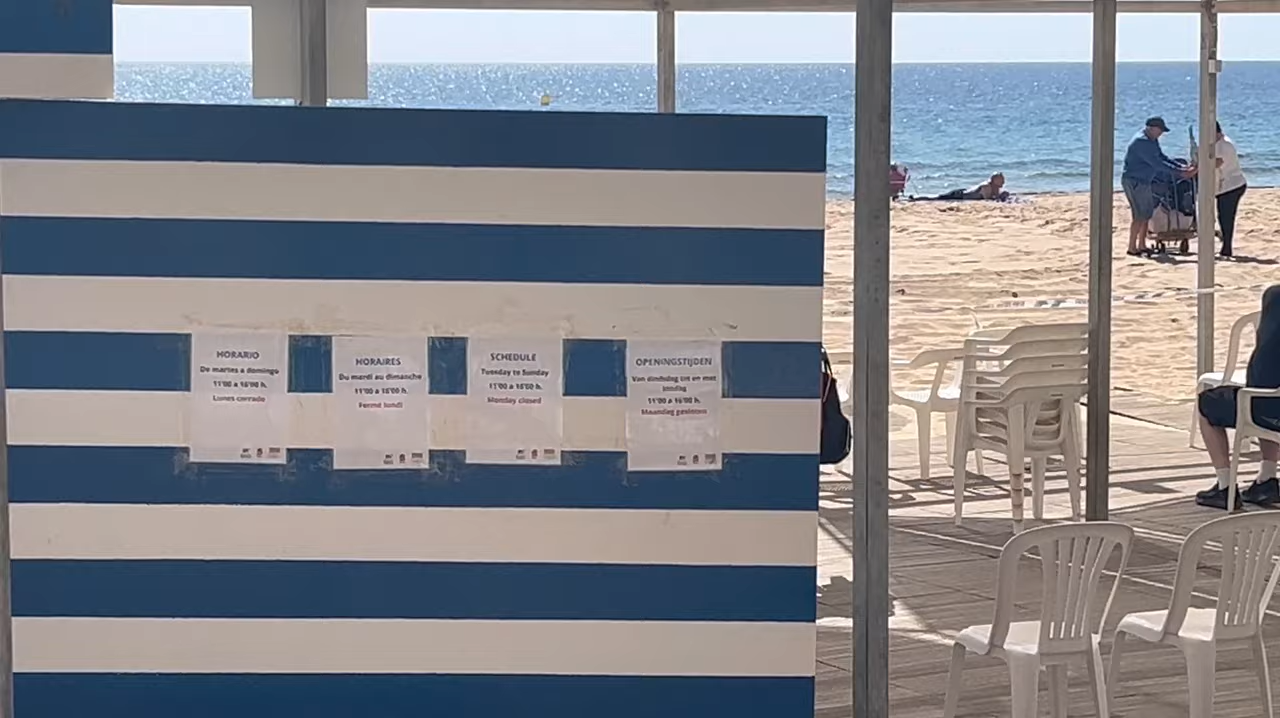 HORARIO
De martes a domingo
11'00 a 16'00 h.
Lunes cerrado
HORAIRES
Du mardi au dimanche
11'00 a 16'00 h.
Fermé lundi
SCHEDULE
Tuesday to Sunday
11'00 a 16'00 h.
Monday closed
OPENINGSTIJDEN
Van dinsdag tot en met
zondag
11'00 a 16'00 h.
Maandag gesloten